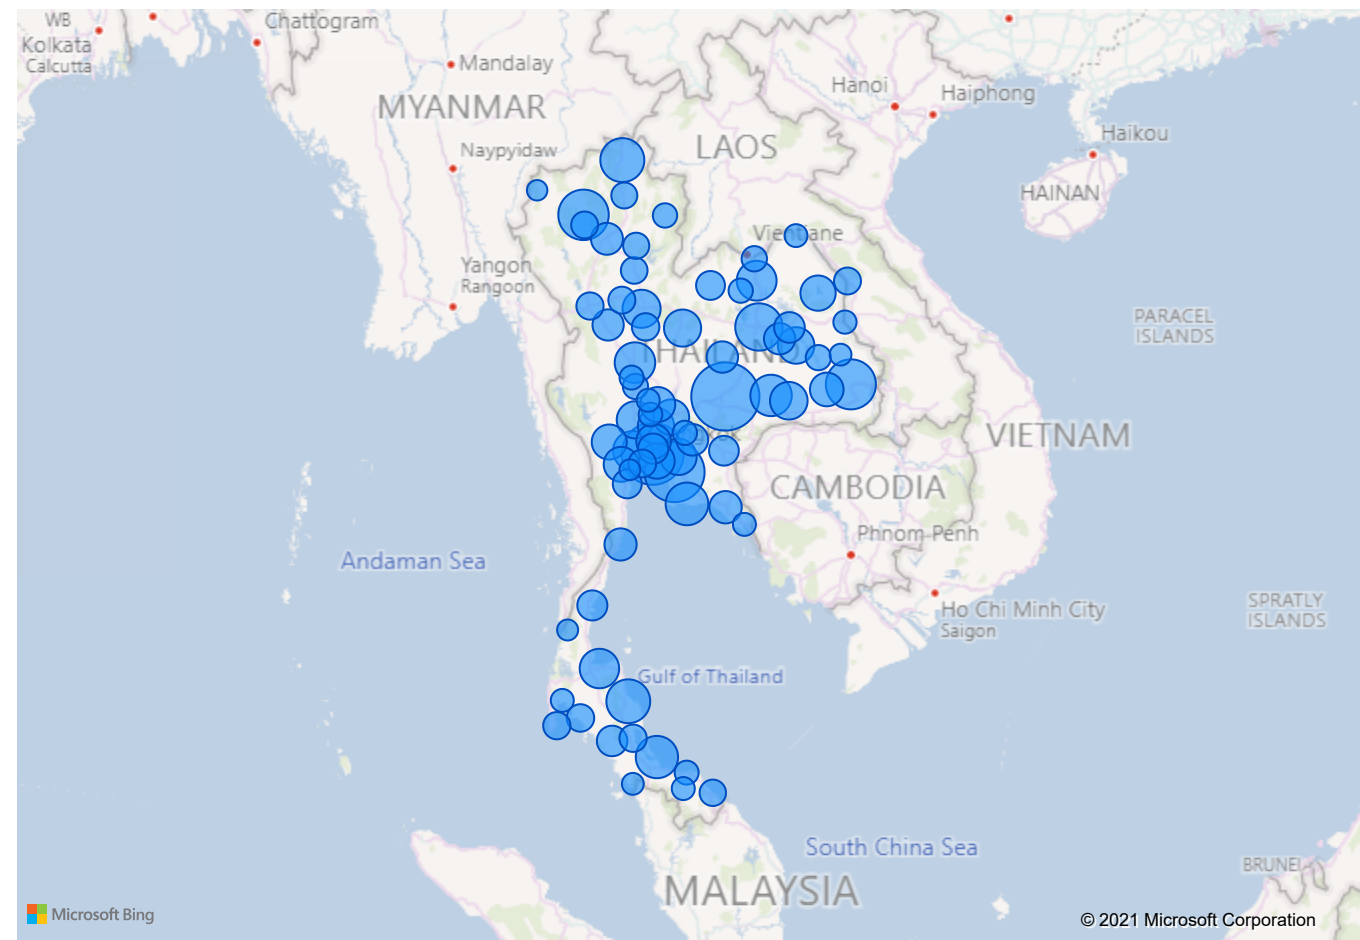 WB
Chattogram
Kolkata
Calcutta
Mandalay
Hanoi
Haiphong
MYANMAR
LAOS
Haikou
Naypyidaw
HAINAN
Vientiane
Yangon
Rangoon
PARACEL
ISLANDS
THAILAND
VIETNAM
CAMBODIA
Phnom-Penh
Andaman Sea
Ho Chi Minh City
Saigon
SPRATLY
ISLANDS
Gulf of Thailand
South China Sea
BRUNEI
MALAYSIA
Microsoft Bing
© 2021 Microsoft Corporation